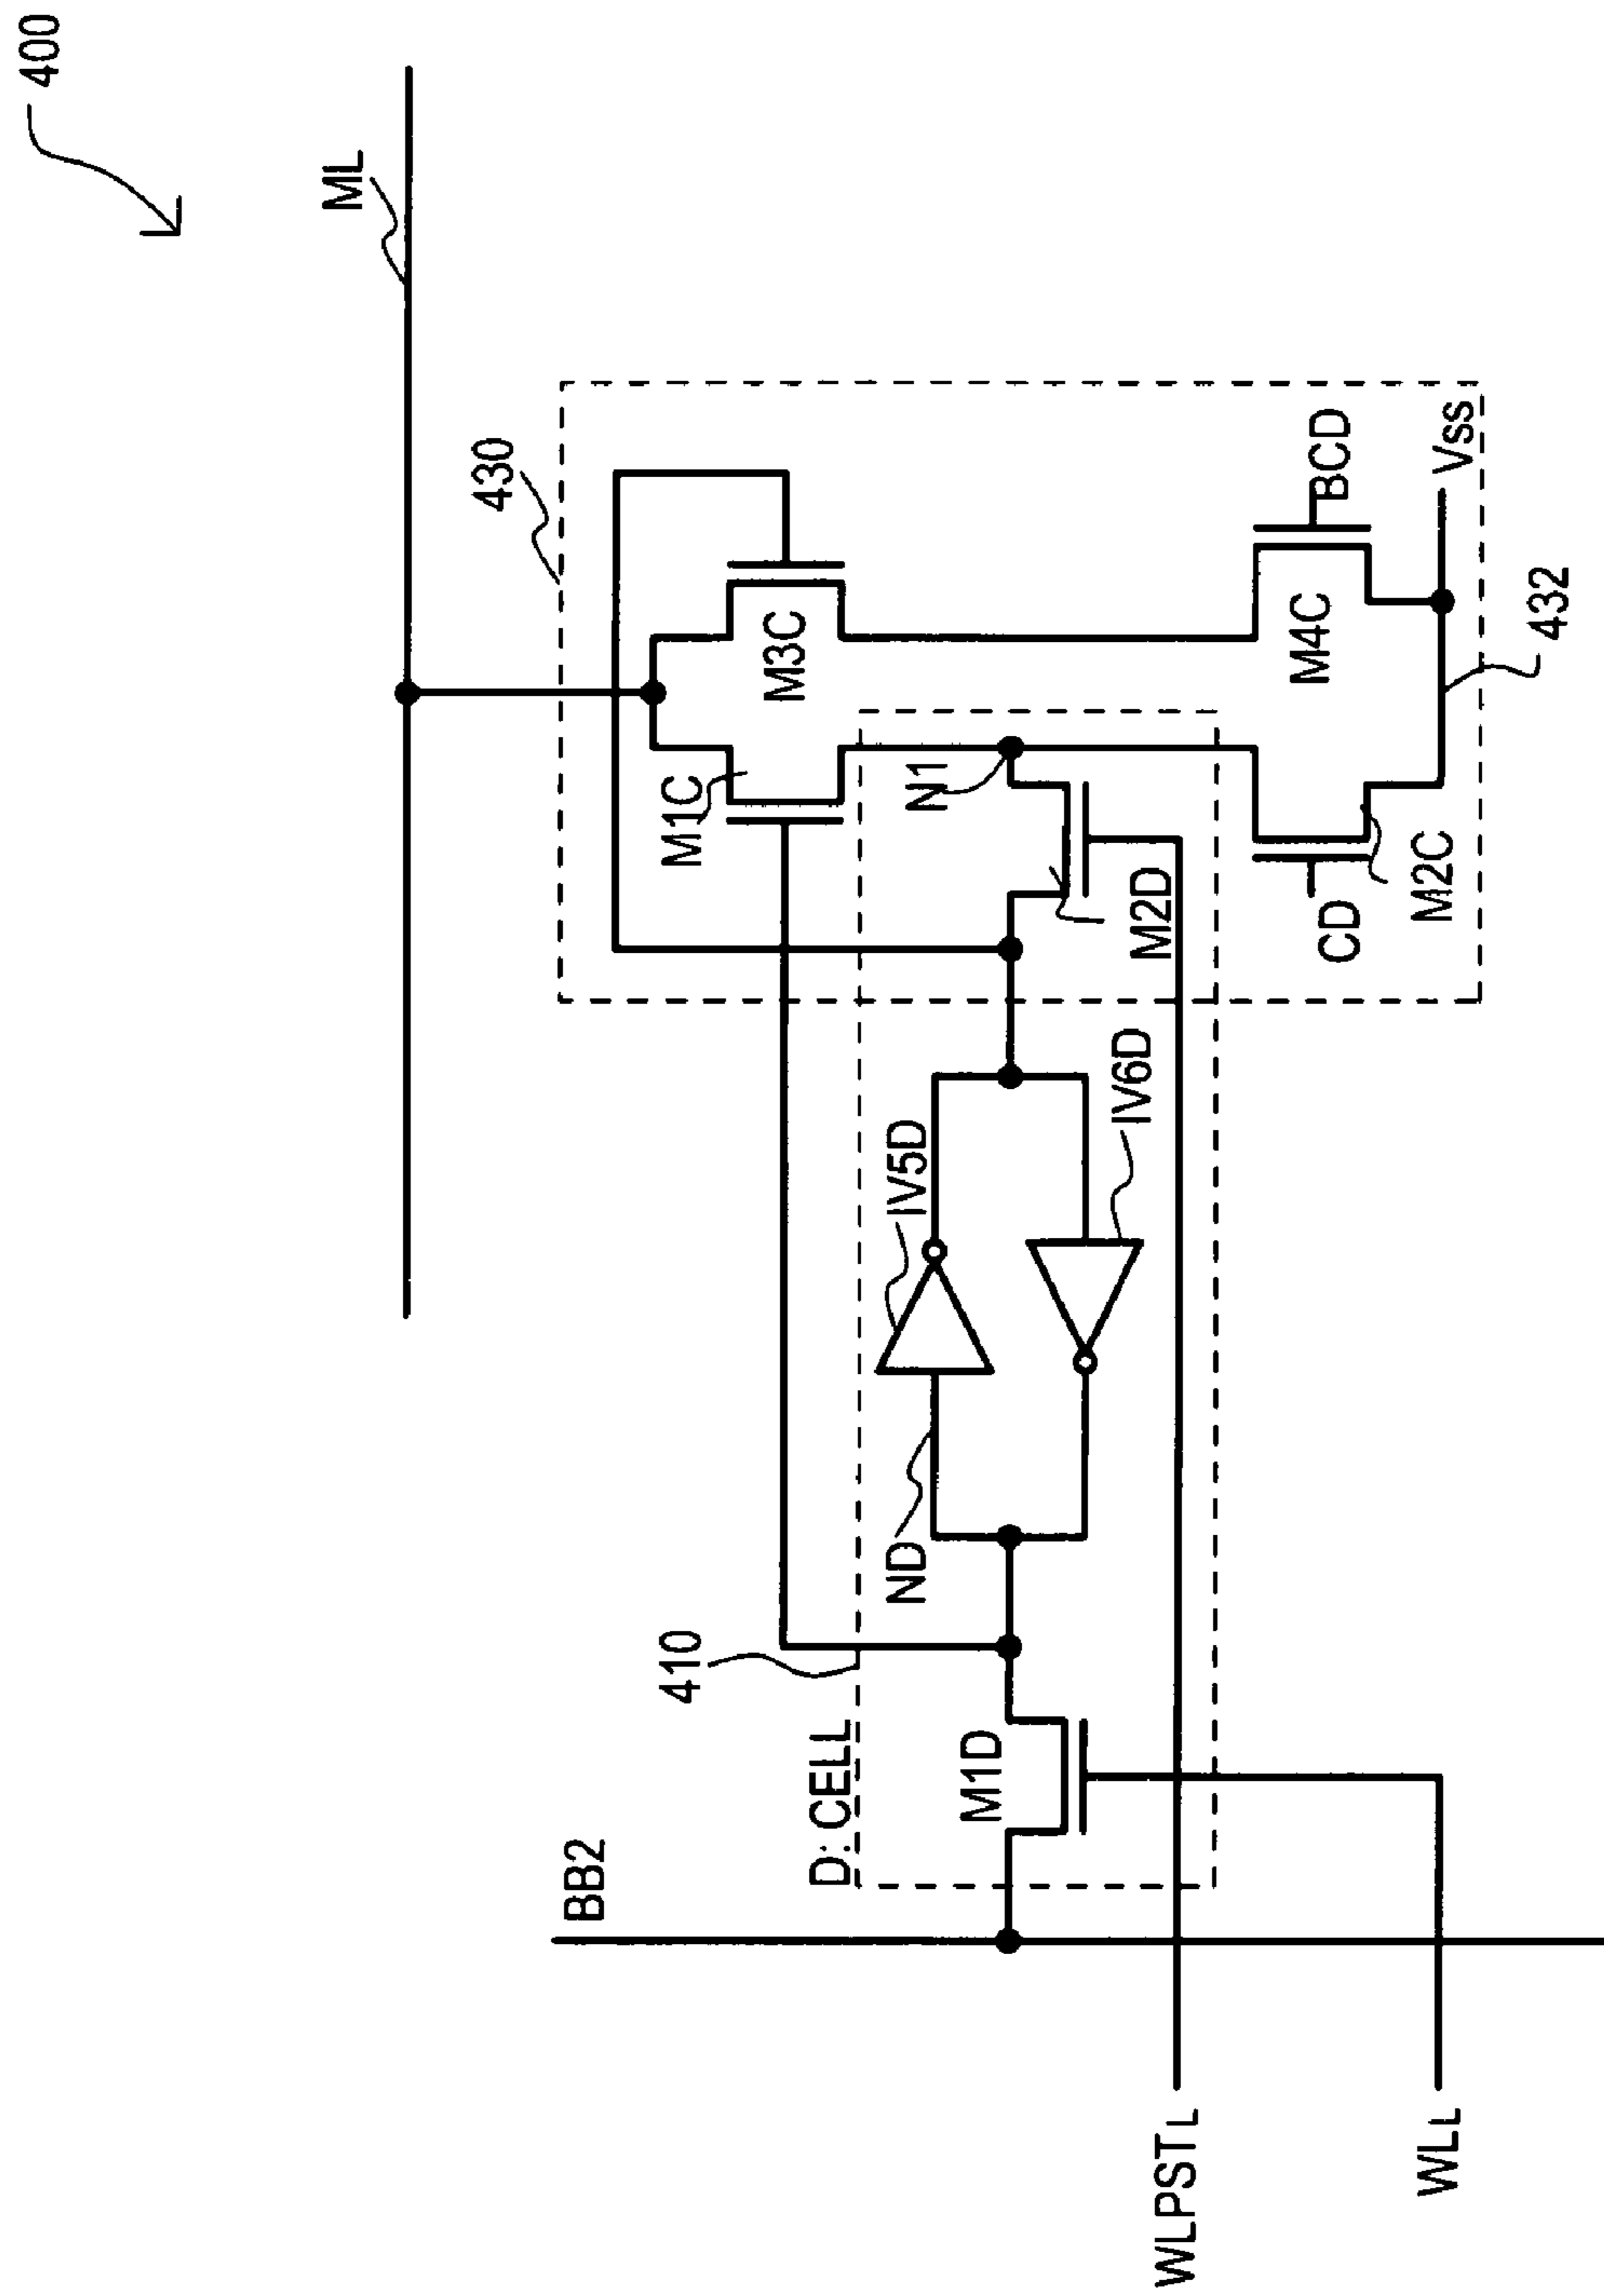 400
ML
430
M1C
M3C
N1
M2D
M4C
BCD
Vss
432
CD
M2C
IV5D
IV6D
ND
410
D: CELL
M1D
BB2
WLPSTL
WLL